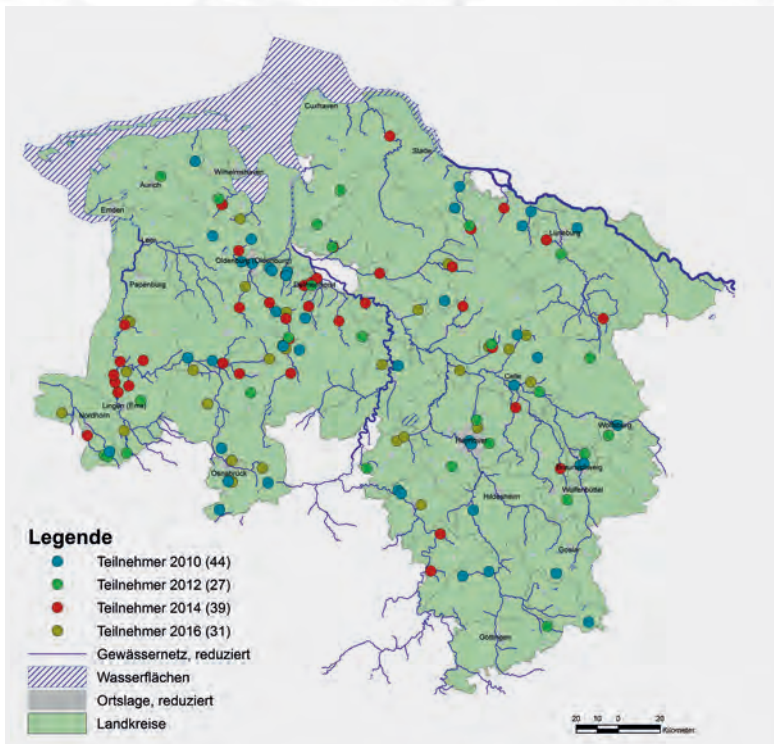 Cuxhaven
Stade
Wilhelmshaven
Aurich
Emden
Leer
Lüneburg
Oldenburg (Oldenburg)
Papenburg
Delmenhorst
Celle
Lingen (Ems)
Nordhorn
Wolfsburg
Hannover
Braunschweig
Osnabrück
Wolfenbüttel
Hildesheim
Goslar
Göttingen
Legende
Teilnehmer 2010 (44)
Teilnehmer 2012 (27)
Teilnehmer 2014 (39)
Teilnehmer 2016 (31)
Gewässernetz, reduziert
Wasserflächen
Ortslage, reduziert
Landkreise
20 10 0 20
Kilometer